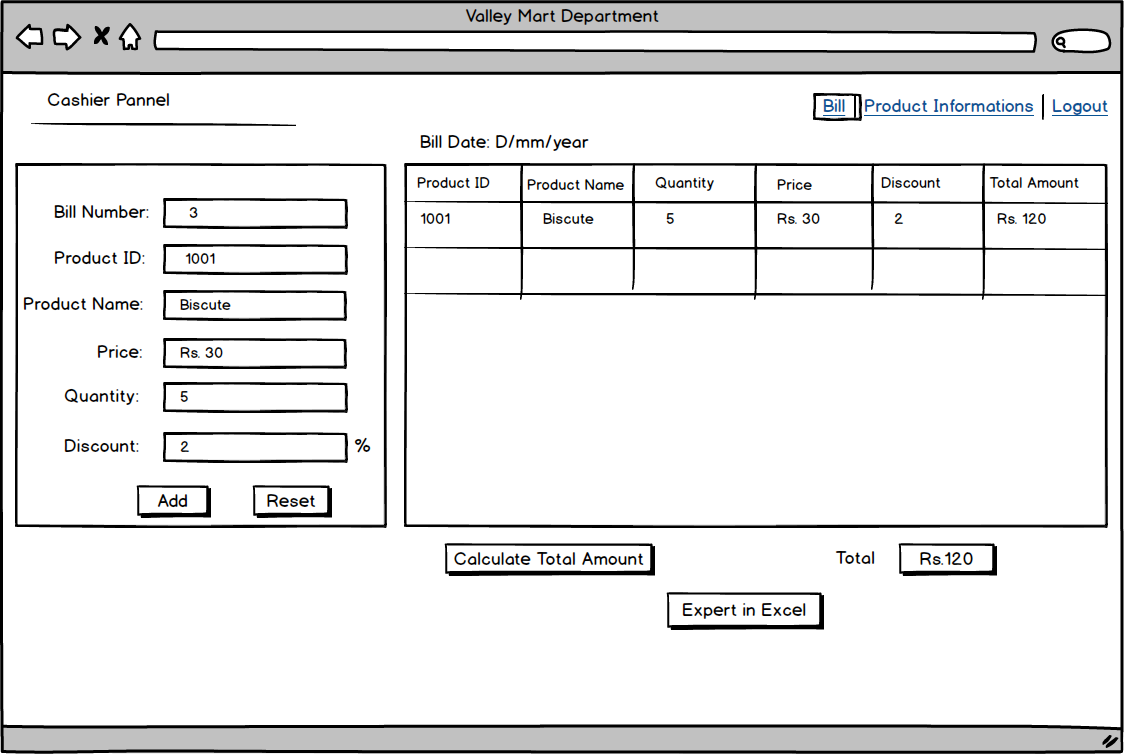 Valley Mart Department
Cashier Pannel
Bill Product Informations Logout
Bill Date: D/mm/year
Bill Number: 3
Product ID: 1001
Product Name: Biscute
Price: Rs. 30
Quantity: 5
Discount: 2 %
Add Reset
Product ID Product Name Quantity Price Discount Total Amount
1001 Biscute 5 Rs. 30 2 Rs. 120
Calculate Total Amount Total Rs.120
Expert in Excel